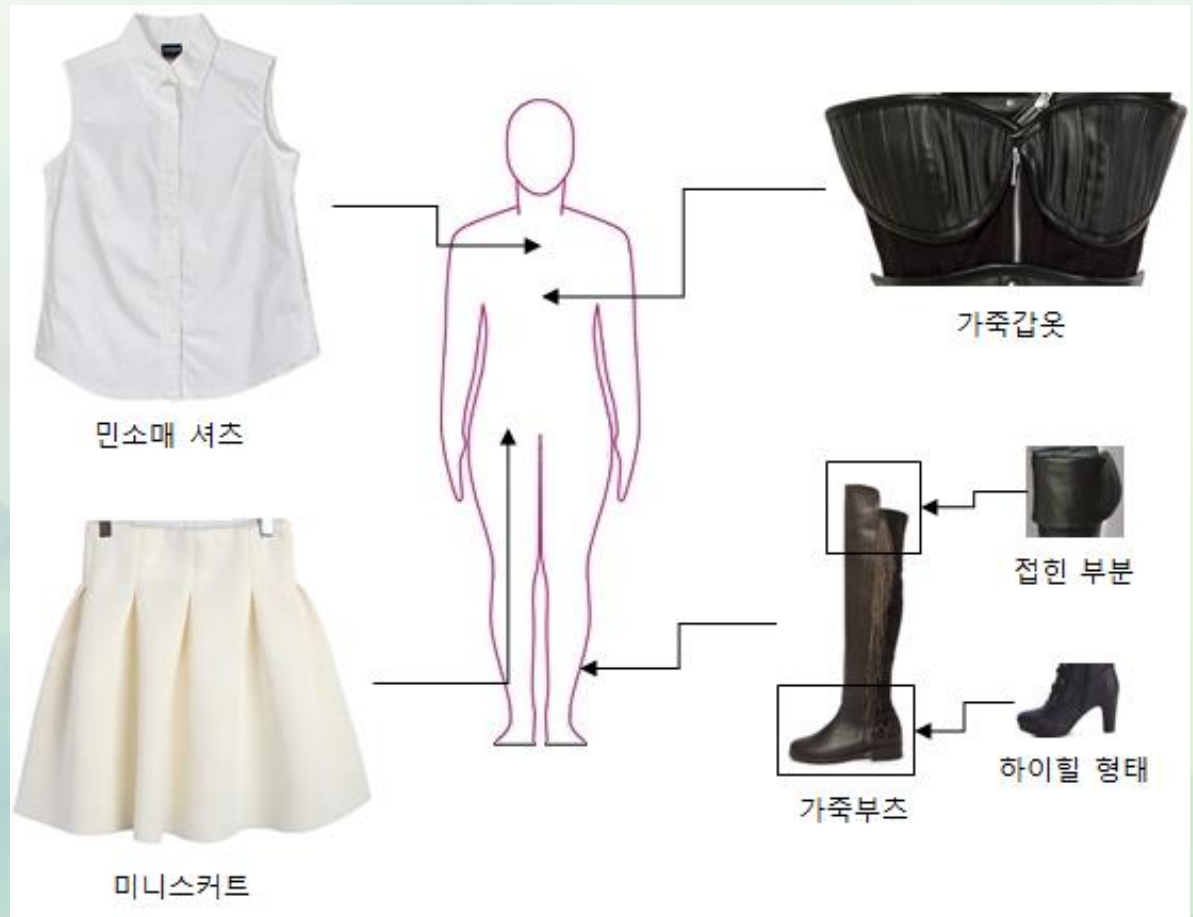 민소매 셔츠
가죽갑옷
접힌 부분
하이힐 형태
가죽부츠
미니스커트